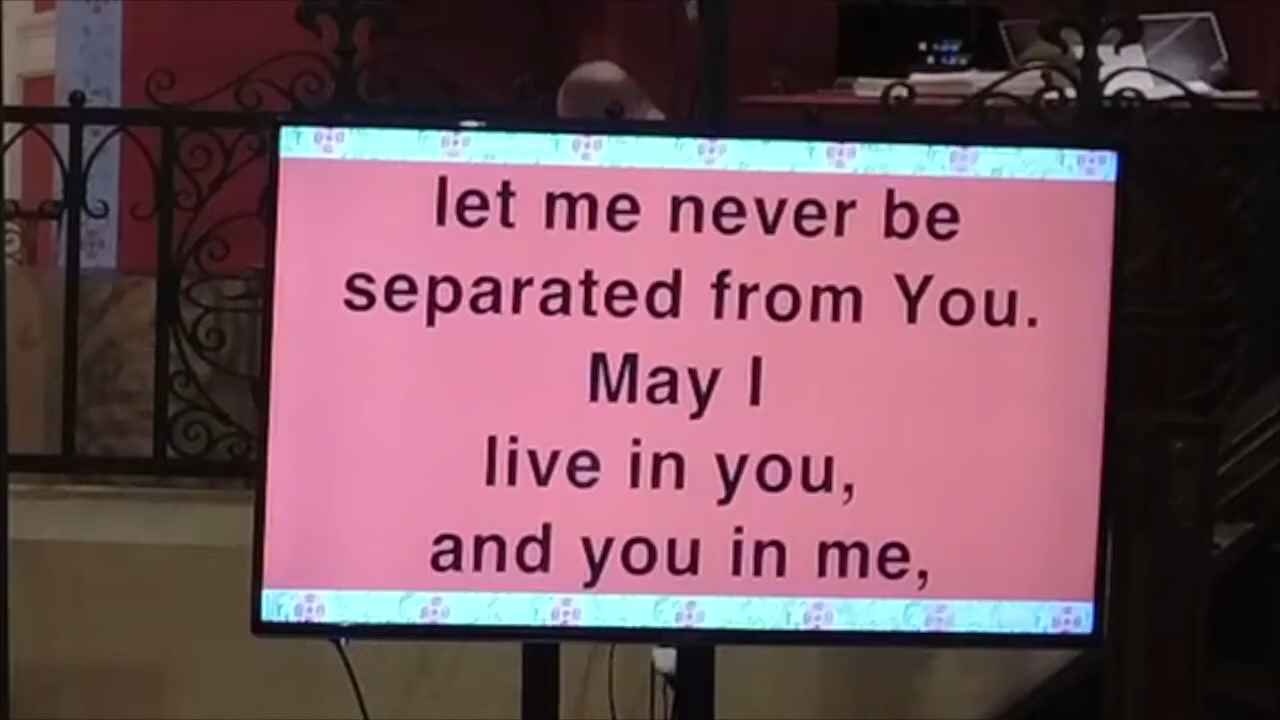 let me never be
separated from You.
May I
live in you,
and you in me,